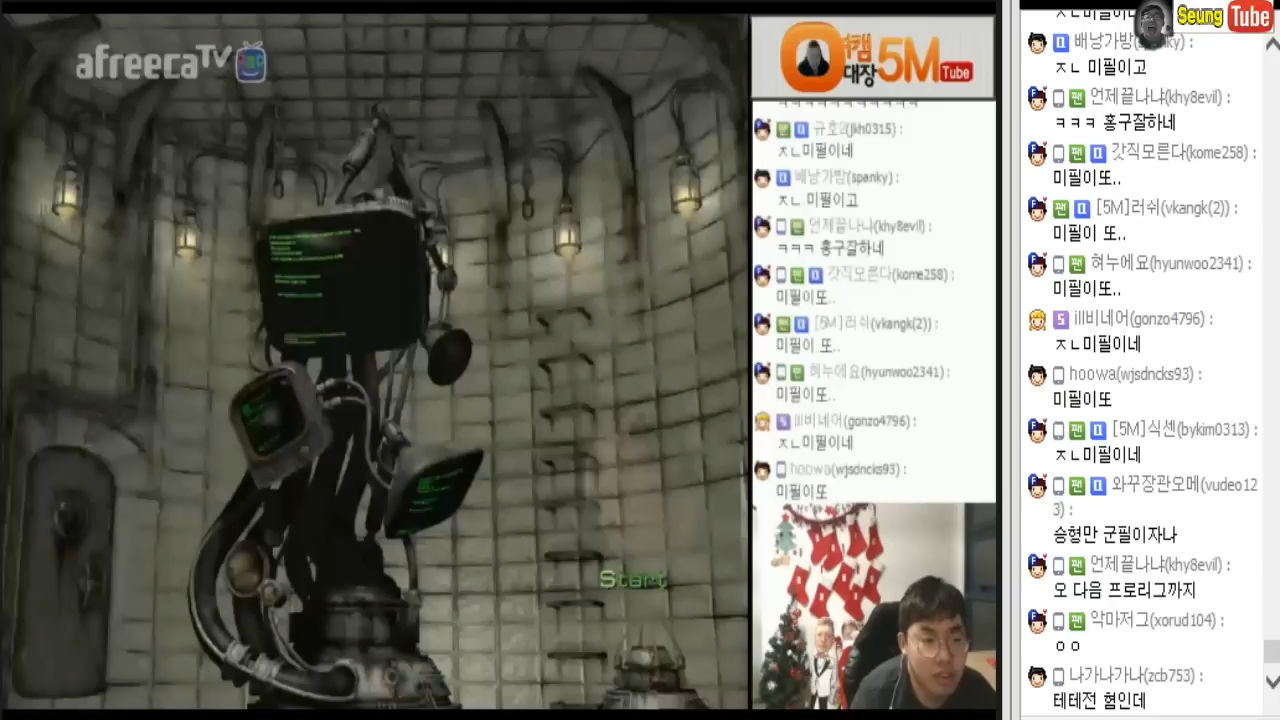 afreecaTV
Start
캠
대장 5M Tube
규호2(jkh0315) :
ㅈㄴ미필이네
배낭가방(spanky) :
ㅈㄴ 미필이고
언제끝나냐(khy8evil) :
ㅋㅋㅋ 홍구잘하네
갓직모른다(kome258) :
미필이또..
[5M]러쉬(vkangk(2)) :
미필이 또..
혀누에요(hyunwoo2341) :
미필이또..
ill비네어(gonzo4796) :
ㅈㄴ미필이네
hoowa(wjsdncks93) :
미필이또
Seung Tube
배낭가방(spanky) :
ㅈㄴ 미필이고
언제끝나냐(khy8evil) :
ㅋㅋㅋ 홍구잘하네
갓직모른다(kome258) :
미필이또..
[5M]러쉬(vkangk(2)) :
미필이 또..
혀누에요(hyunwoo2341) :
미필이또..
ill비네어(gonzo4796) :
ㅈㄴ미필이네
hoowa(wjsdncks93) :
미필이또
[5M]식센(bykim0313) :
ㅈㄴ미필이네
와꾸장관모메(vudeo12
3) :
승형만 군필이자나
언제끝나냐(khy8evil) :
오 다음 프로리그까지
악마저그(xorud104) :
ㅇㅇ
나가나가나(zcb753) :
테테전 혐인데